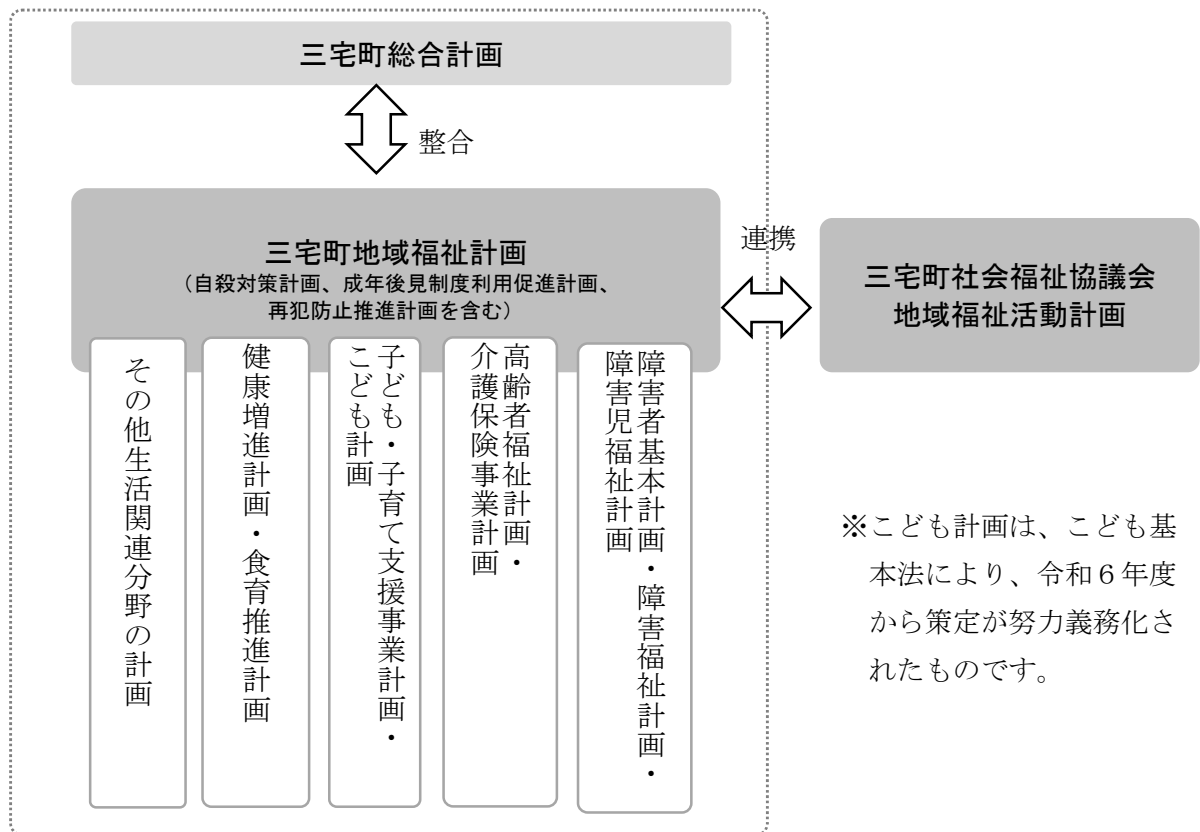 三宅町総合計画
整合
三宅町地域福祉計画
（自殺対策計画、成年後見制度利用促進計画、
再犯防止推進計画を含む）
連携
三宅町社会福祉協議会
地域福祉活動計画
障害者基本計画・障害福祉計画・
障害児福祉計画
高齢者福祉計画・
介護保険事業計画
子ども・子育て支援事業計画・
こども計画
健康増進計画・食育推進計画
その他生活関連分野の計画
※こども計画は、こども基
本法により、令和６年度
から策定が努力義務化さ
れたものです。